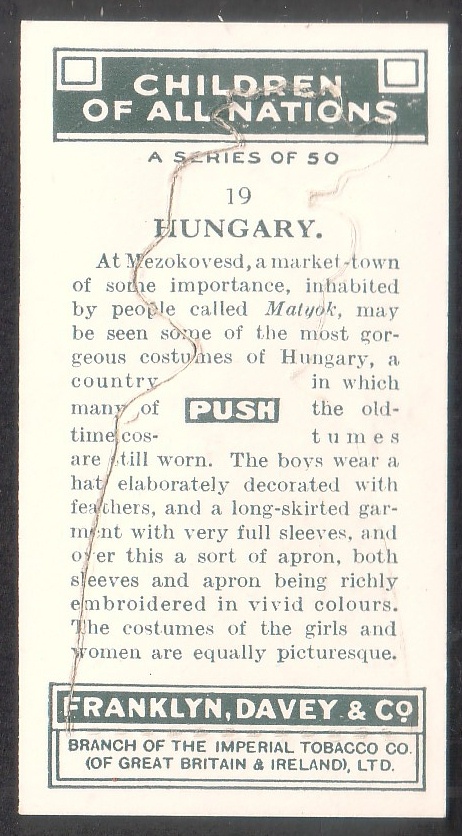 CHILDREN
OF ALL NATIONS
A SERIES OF 50
19
HUNGARY.
At Mezokovesd, a market-town
of some importance, inhabited
by people called Matyok, may
be seen some of the most gor-
geous costumes of Hungary, a
country in which
many of PUSH the old-
time cos- tumes
are still worn. The boys wear a
hat elaborately decorated with
feathers, and a long-skirted gar-
ment with very full sleeves, and
over this a sort of apron, both
sleeves and apron being richly
embroidered in vivid colours.
The costumes of the girls and
women are equally picturesque.
FRANKLYN, DAVEY & CO.
BRANCH OF THE IMPERIAL TOBACCO CO.
(OF GREAT BRITAIN & IRELAND), LTD.